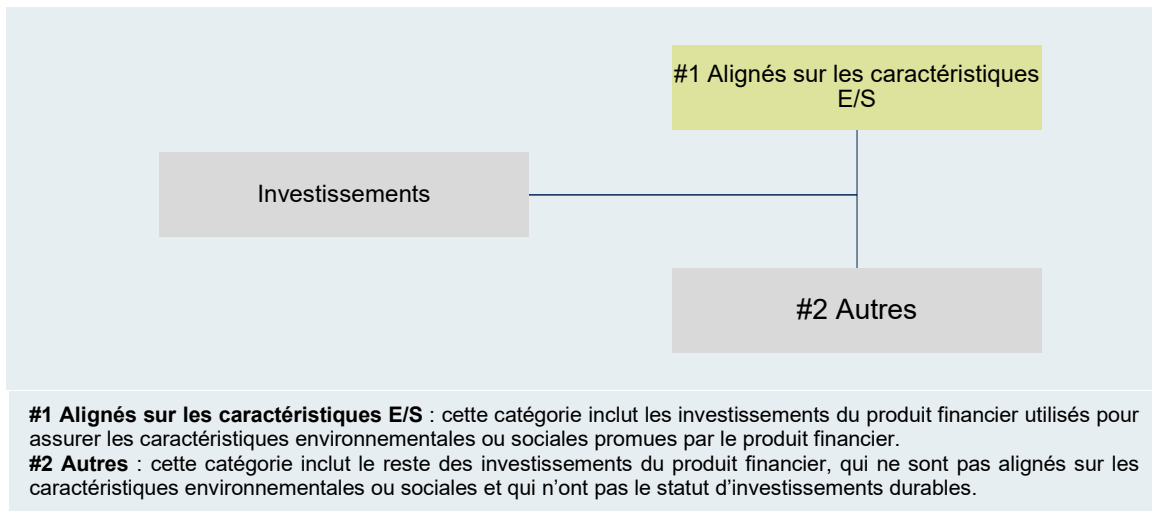 #1 Alignés sur les caractéristiques
E/S
Investissements
#2 Autres
#1 Alignés sur les caractéristiques E/S : cette catégorie inclut les investissements du produit financier utilisés pour
assurer les caractéristiques environnementales ou sociales promues par le produit financier.
#2 Autres : cette catégorie inclut le reste des investissements du produit financier, qui ne sont pas alignés sur les
caractéristiques environnementales ou sociales et qui n’ont pas le statut d’investissements durables.